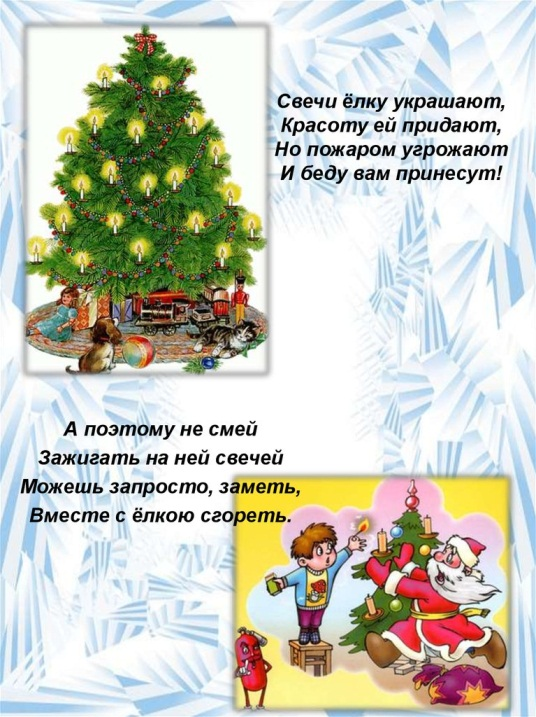 Свечи ёлку украшают,
Красоту ей придают,
Но пожаром угрожают
И беду вам принесут!
А поэтому не смей
Зажигать на ней свечей
Можешь запросто, заметь,
Вместе с ёлкою сгореть.